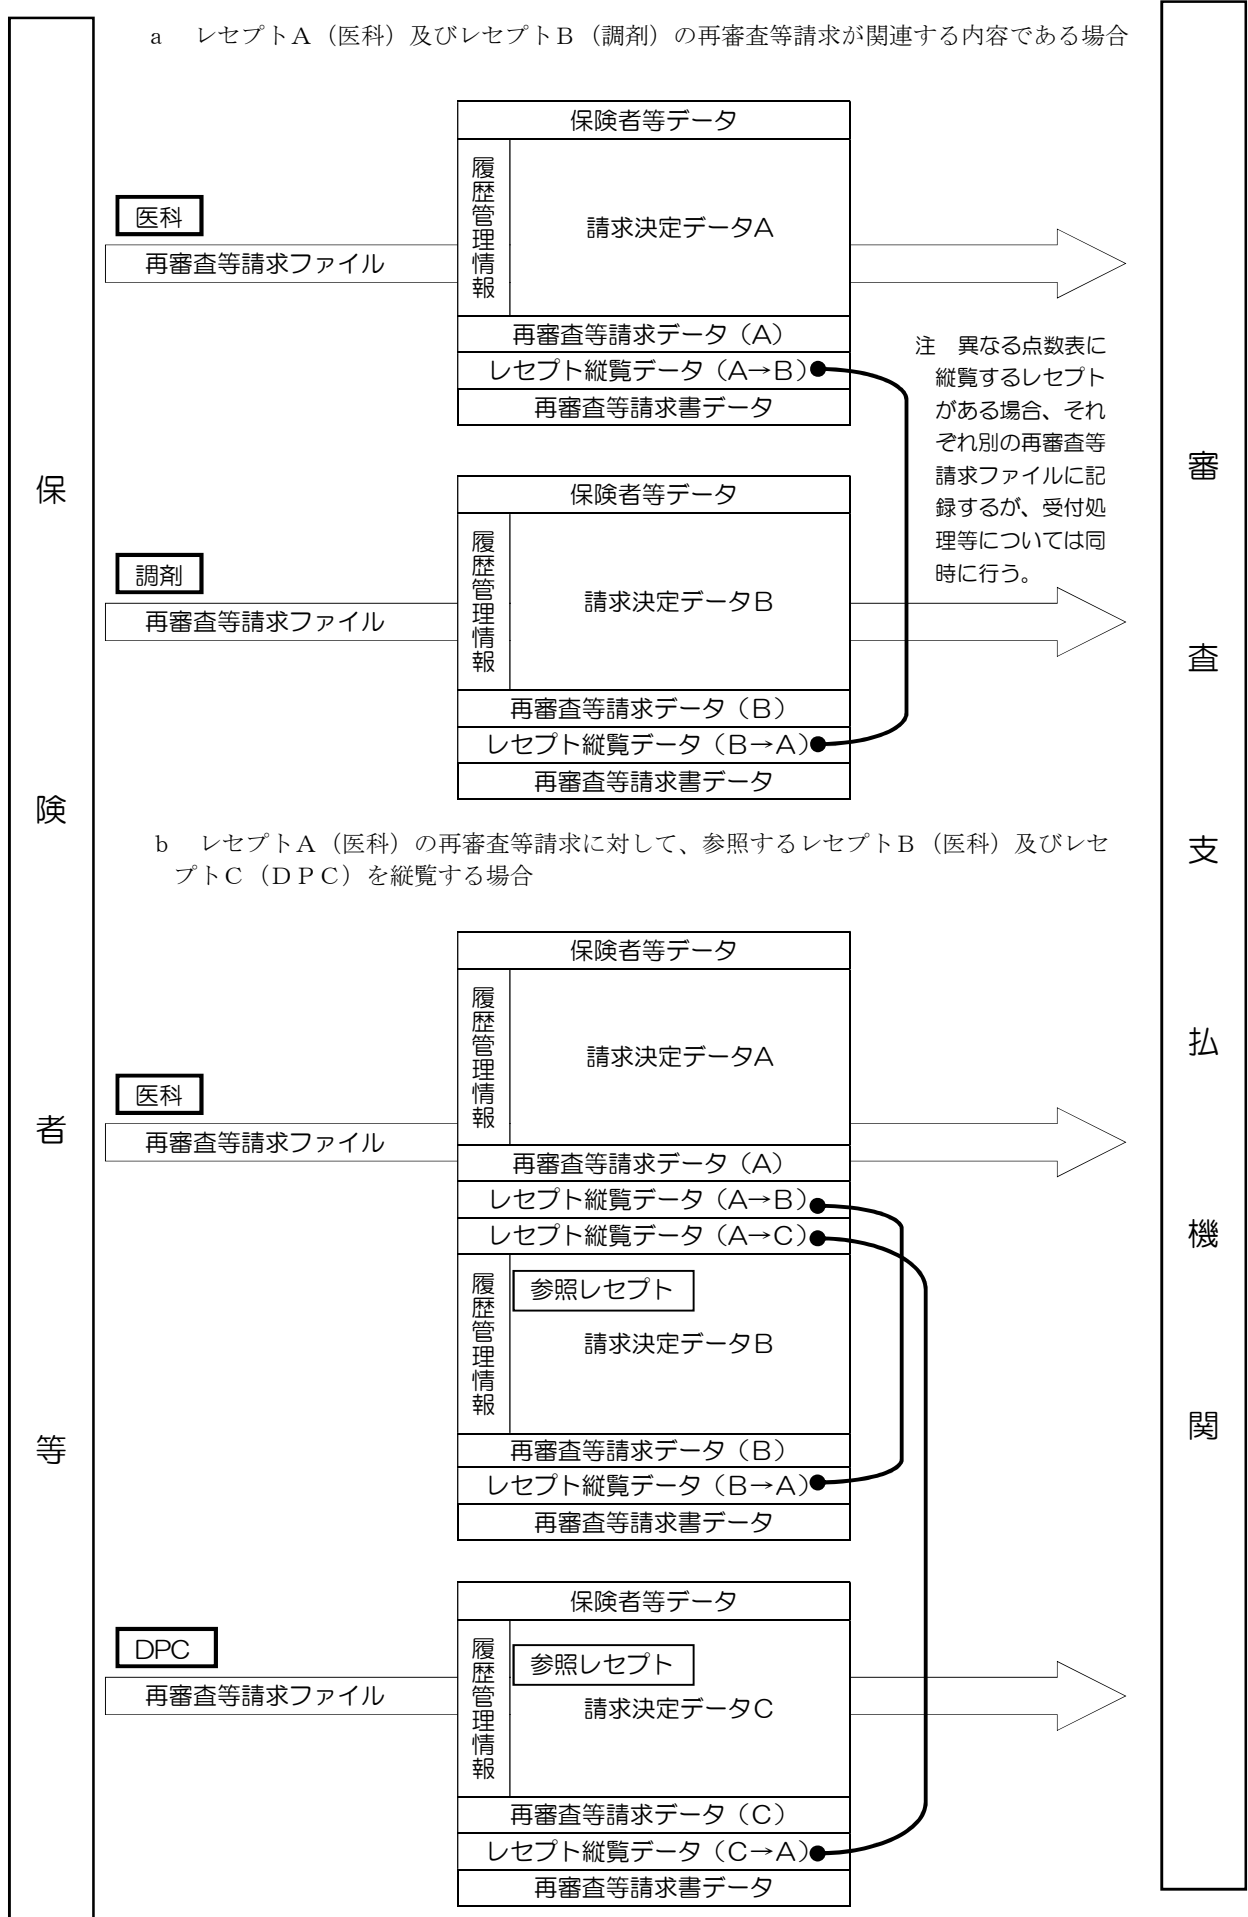 a　レセプトA（医科）及びレセプトB（調剤）の再審査等請求が関連する内容である場合
保険者等
審査支払機関
保険者等データ
履歴管理情報
請求決定データA
医科
再審査等請求ファイル
再審査等請求データ（A）
レセプト縦覧データ（A→B）
再審査等請求書データ
注　異なる点数表に
縦覧するレセプト
がある場合、それ
ぞれ別の再審査等
請求ファイルに記
録するが、受付処
理等については同
時に行う。
保険者等データ
履歴管理情報
請求決定データB
調剤
再審査等請求ファイル
再審査等請求データ（B）
レセプト縦覧データ（B→A）
再審査等請求書データ
b　レセプトA（医科）の再審査等請求に対して、参照するレセプトB（医科）及びレセ
プトC（DPC）を縦覧する場合
保険者等データ
履歴管理情報
請求決定データA
医科
再審査等請求ファイル
再審査等請求データ（A）
レセプト縦覧データ（A→B）
レセプト縦覧データ（A→C）
履歴管理情報
参照レセプト
請求決定データB
再審査等請求データ（B）
レセプト縦覧データ（B→A）
再審査等請求書データ
保険者等データ
履歴管理情報
参照レセプト
請求決定データC
DPC
再審査等請求ファイル
再審査等請求データ（C）
レセプト縦覧データ（C→A）
再審査等請求書データ